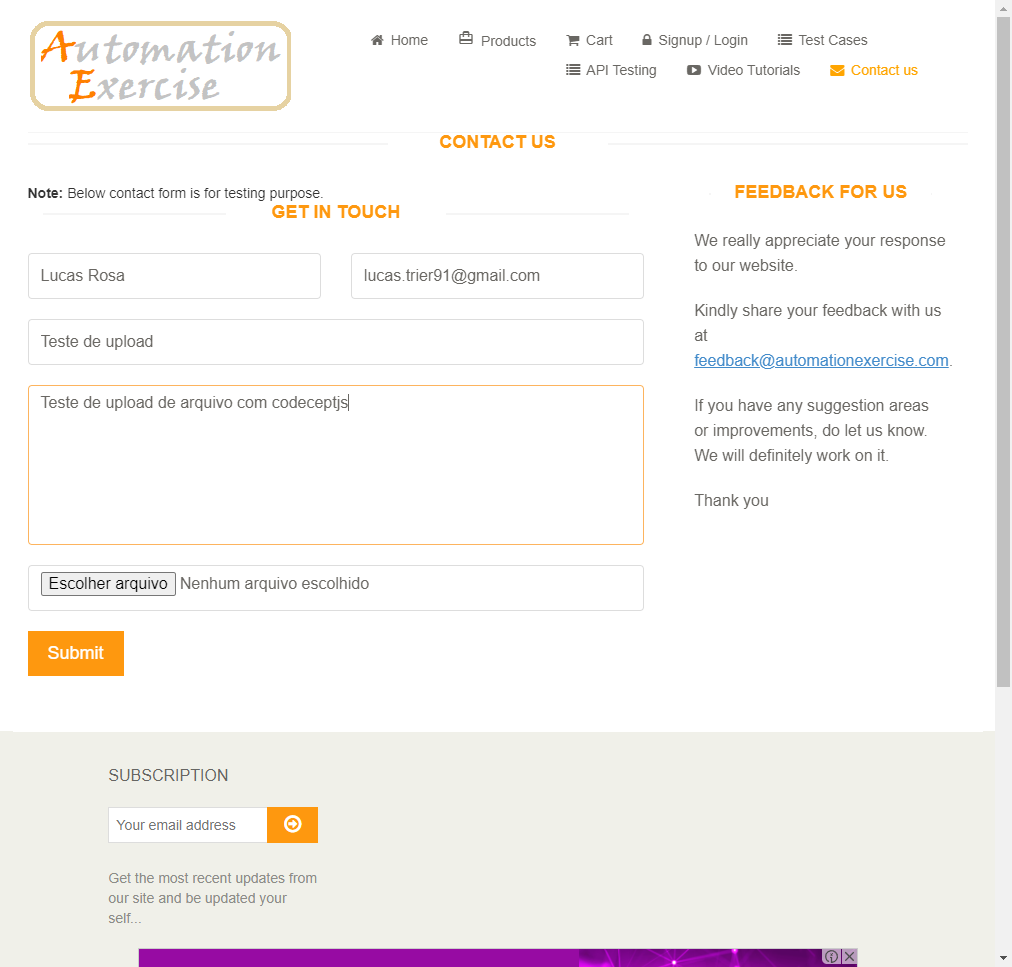 Automation
Exercise
Home
Products
Cart
Signup / Login
Test Cases
API Testing
Video Tutorials
Contact us
CONTACT US
Note: Below contact form is for testing purpose.
GET IN TOUCH
Lucas Rosa
lucas.trier91@gmail.com
Teste de upload
Teste de upload de arquivo com codeceptjs
Escolher arquivo Nenhum arquivo escolhido
Submit
FEEDBACK FOR US
We really appreciate your response
to our website.
Kindly share your feedback with us
at
feedback@automationexercise.com.
If you have any suggestion areas
or improvements, do let us know.
We will definitely work on it.
Thank you
SUBSCRIPTION
Your email address
Get the most recent updates from
our site and be updated your
self...